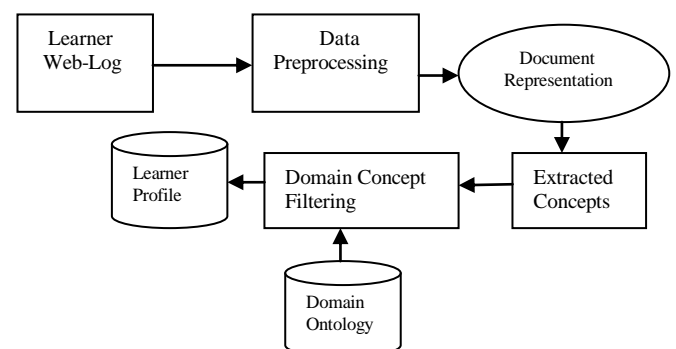 Learner
Web-Log
Data
Preprocessing
Document
Representation
Learner
Profile
Domain Concept
Filtering
Extracted
Concepts
Domain
Ontology